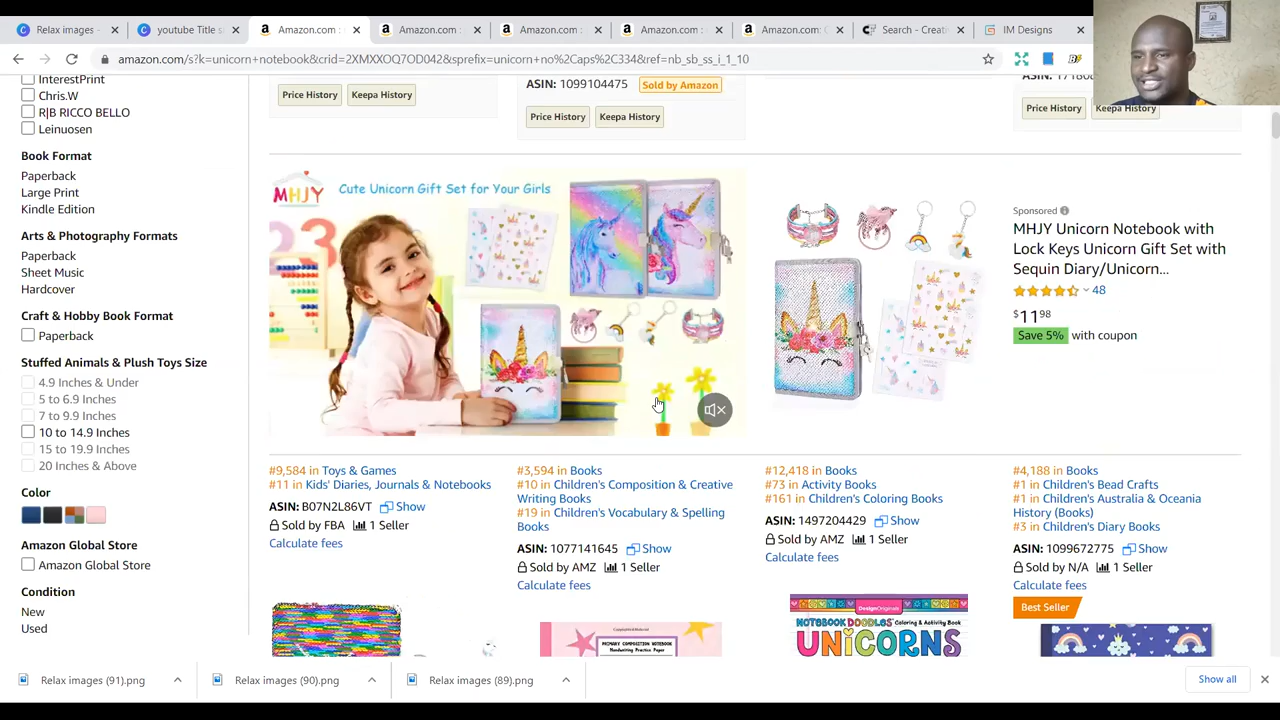 Relax images -
youtube Title s
Amazon.com :
Amazon.com :
Amazon.com :
Amazon.com :
Amazon.com: C
Search - Creat
IM Designs
amazon.com/s?k=unicorn+notebook&crid=2XMXXOQ7OD042&sprefix=unicorn+no%2Caps%2C334&ref=nb_sb_ss_i_1_10
InterestPrint
Chris.W
R|B RICCO BELLO
Leinuosen
Book Format
Paperback
Large Print
Kindle Edition
Arts & Photography Formats
Paperback
Sheet Music
Hardcover
Craft & Hobby Book Format
Paperback
Stuffed Animals & Plush Toys Size
4.9 Inches & Under
5 to 6.9 Inches
7 to 9.9 Inches
10 to 14.9 Inches
15 to 19.9 Inches
20 Inches & Above
Color
Amazon Global Store
Amazon Global Store
Condition
New
Used
Price History
Keepa History
ASIN: 1099104475
Sold by Amazon
Price History
Keepa History
Price History
Keepa History
MHJY
Cute Unicorn Gift Set for Your Girls
Sponsored
MHJY Unicorn Notebook with
Lock Keys Unicorn Gift Set with
Sequin Diary/Unicorn...
48
$1198
Save 5% with coupon
#9,584 in Toys & Games
#11 in Kids' Diaries, Journals & Notebooks
ASIN: B07N2L86VT Show
Sold by FBA 1 Seller
Calculate fees
#3,594 in Books
#10 in Children's Composition & Creative
Writing Books
#19 in Children's Vocabulary & Spelling
Books
ASIN: 1077141645 Show
Sold by AMZ 1 Seller
Calculate fees
#12,418 in Books
#73 in Activity Books
#161 in Children's Coloring Books
ASIN: 1497204429 Show
Sold by AMZ 1 Seller
Calculate fees
#4,188 in Books
#1 in Children's Bead Crafts
#1 in Children's Australia & Oceania
History (Books)
#3 in Children's Diary Books
ASIN: 1099672775 Show
Sold by N/A 1 Seller
Calculate fees
Best Seller
PRIMARY COMPOSITION NOTEBOOK
Handwriting Practice Paper
DesignOriginals
NOTEBOOK DOODLES Coloring & Activity Book
UNICORNS
Relax images (91).png
Relax images (90).png
Relax images (89).png
Show all